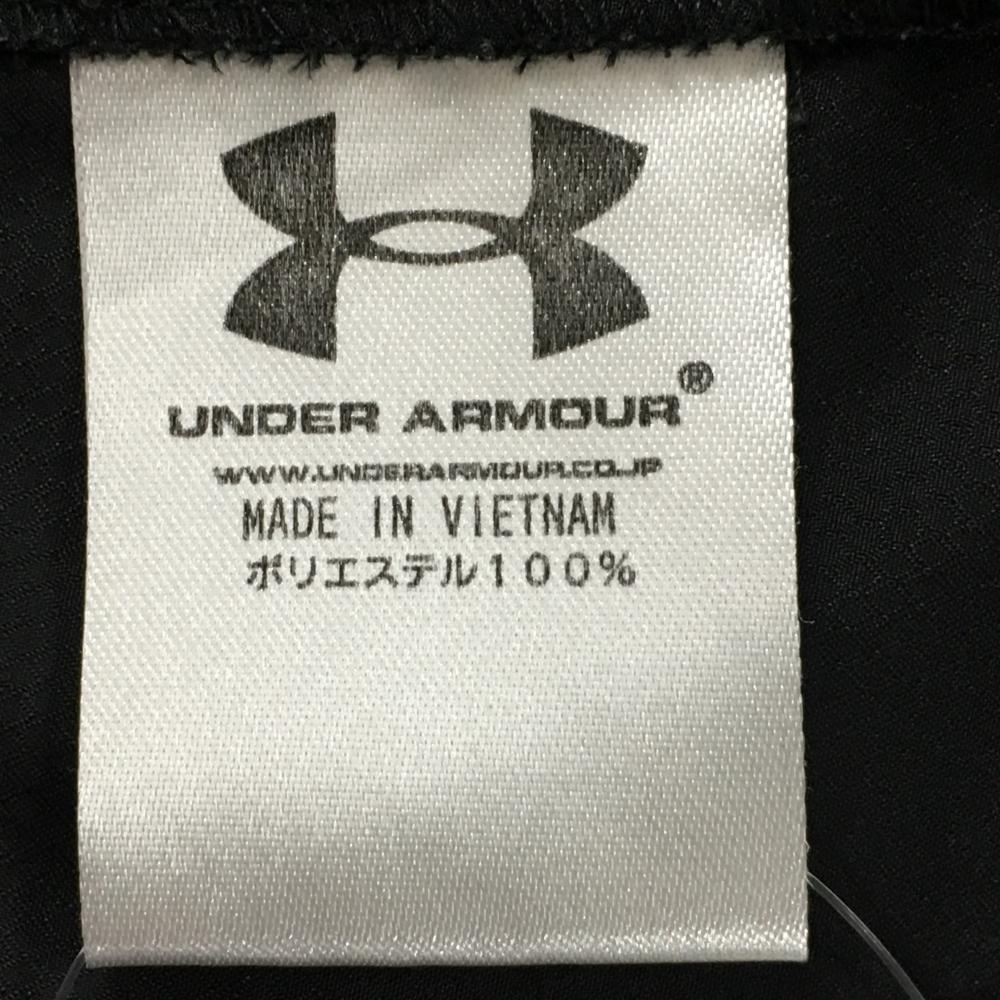 UNDER ARMOUR®
WWW.UNDERARMOUR.CO.JP
MADE IN VIETNAM
ポリエステル100%